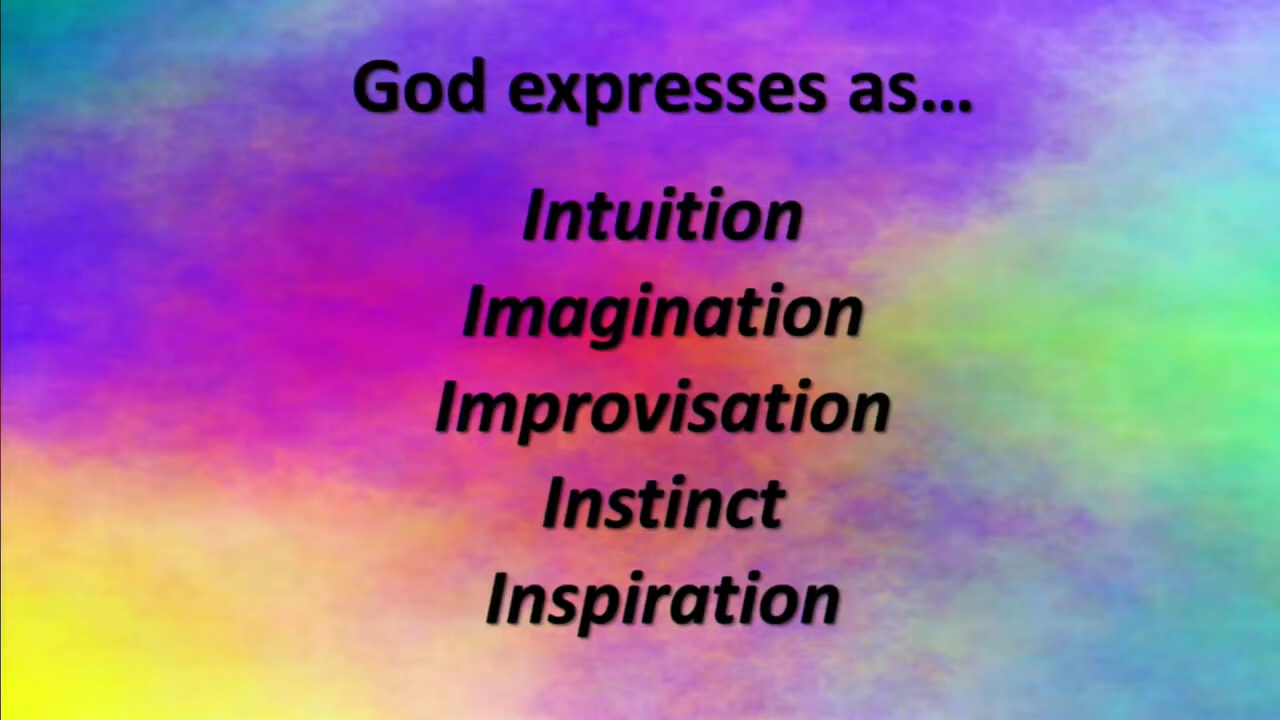 God expresses as...
Intuition
Imagination
Improvisation
Instinct
Inspiration